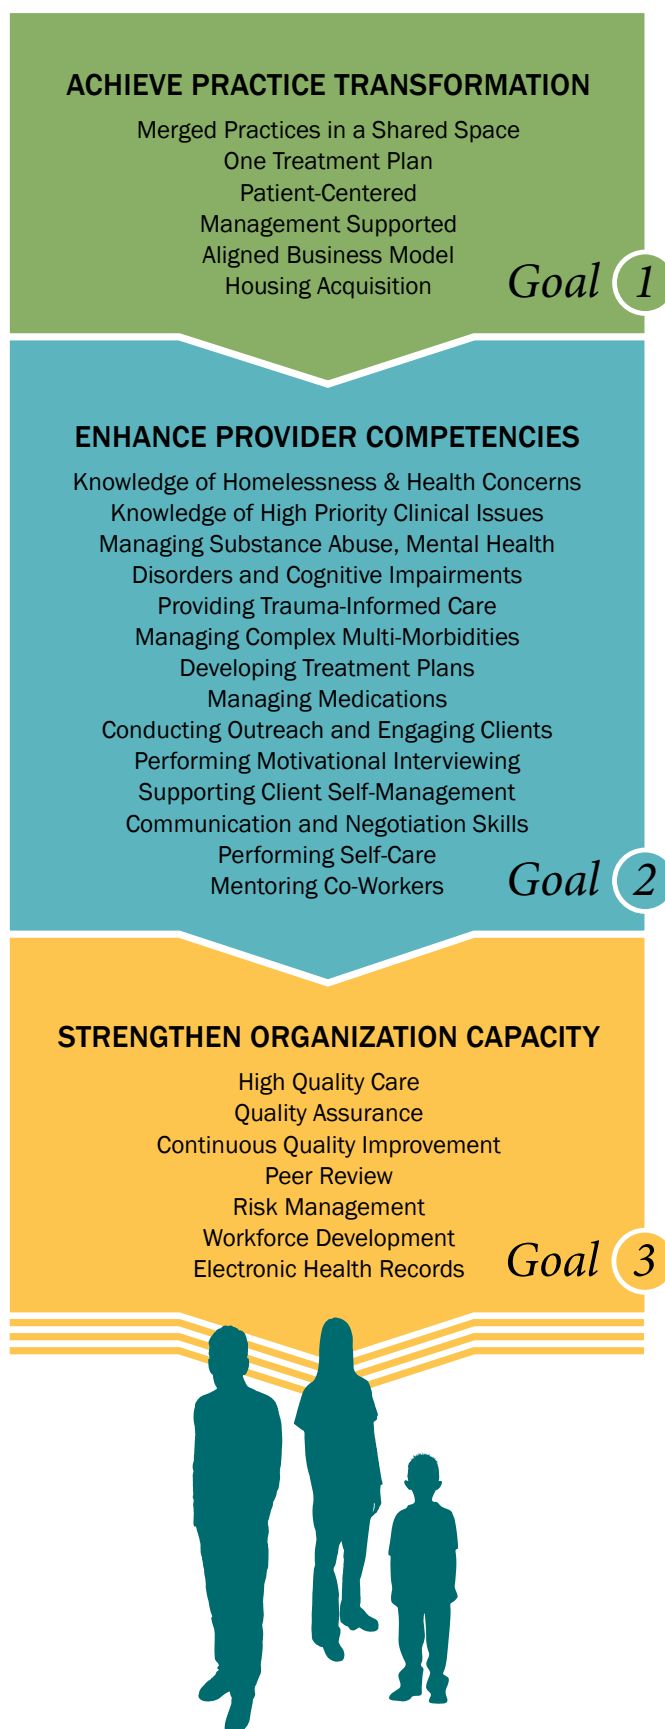 ACHIEVE PRACTICE TRANSFORMATION
Merged Practices in a Shared Space
One Treatment Plan
Patient-Centered
Management Supported
Aligned Business Model
Housing Acquisition
Goal 1
ENHANCE PROVIDER COMPETENCIES
Knowledge of Homelessness & Health Concerns
Knowledge of High Priority Clinical Issues
Managing Substance Abuse, Mental Health
Disorders and Cognitive Impairments
Providing Trauma-Informed Care
Managing Complex Multi-Morbidities
Developing Treatment Plans
Managing Medications
Conducting Outreach and Engaging Clients
Performing Motivational Interviewing
Supporting Client Self-Management
Communication and Negotiation Skills
Performing Self-Care
Mentoring Co-Workers
Goal 2
STRENGTHEN ORGANIZATION CAPACITY
High Quality Care
Quality Assurance
Continuous Quality Improvement
Peer Review
Risk Management
Workforce Development
Electronic Health Records
Goal 3